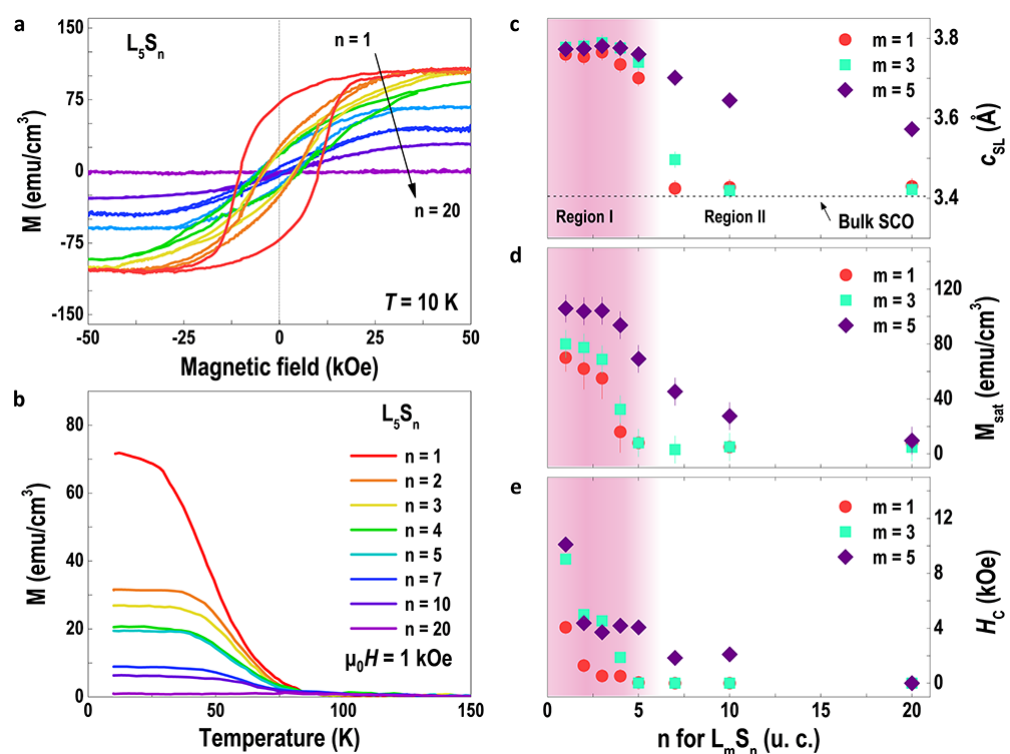 a
150
75
0
-75
-150
M (emu/cm³)
L₅Sₙ
n = 1
n = 20
T = 10 K
-50
-25
0
25
50
Magnetic field (kOe)
b
80
60
40
20
0
M (emu/cm³)
L₅Sₙ
n = 1
n = 2
n = 3
n = 4
n = 5
n = 7
n = 10
n = 20
μ₀H = 1 kOe
0
50
100
150
Temperature (K)
c
m = 1
m = 3
m = 5
3.8
3.6
3.4
c_SL (Å)
Region I
Region II
Bulk SCO
d
m = 1
m = 3
m = 5
120
80
40
0
M_sat (emu/cm³)
e
m = 1
m = 3
m = 5
12
8
4
0
H_C (kOe)
0
5
10
15
20
n for LₘSₙ (u. c.)